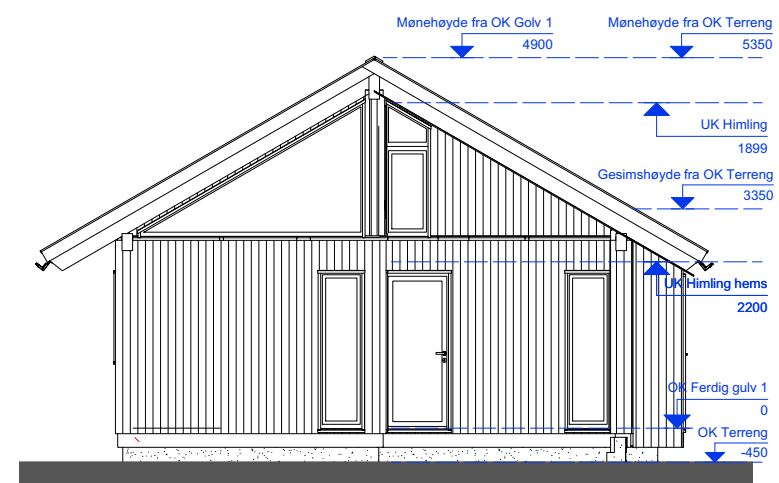 Mønehøyde fra OK Golv 1
4900
Mønehøyde fra OK Terreng
5350
UK Himling
1899
Gesimshøyde fra OK Terreng
3350
UK Himling hems
2200
OK Ferdig gulv 1
0
OK Terreng
-450